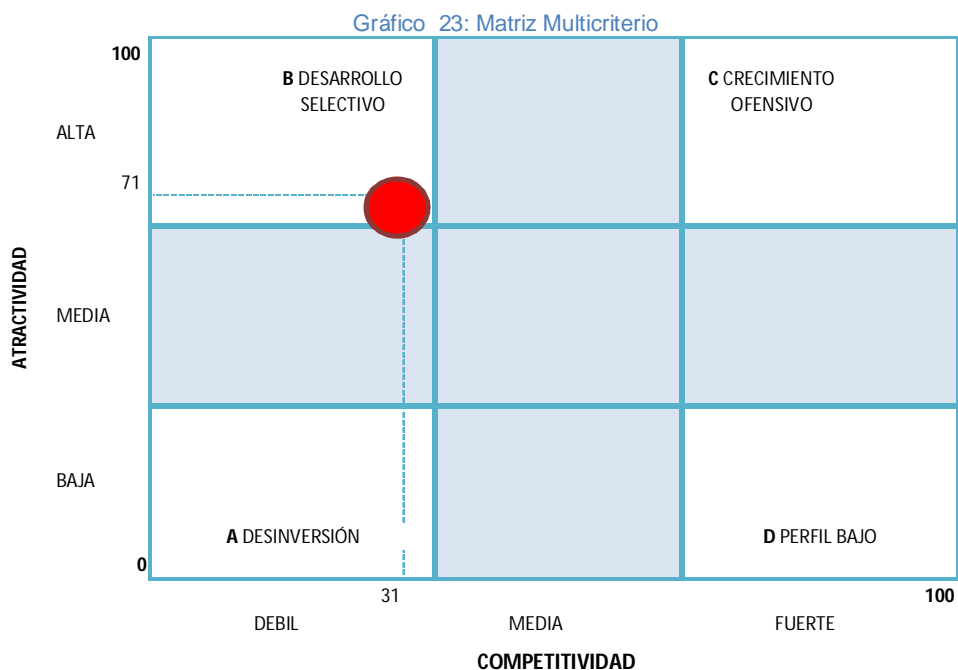 Gráfico 23: Matriz Multicriterio
100
B DESARROLLO
SELECTIVO
C CRECIMIENTO
OFENSIVO
ALTA
71
ATRACTIVIDAD
MEDIA
BAJA
A DESINVERSIÓN
D PERFIL BAJO
0
31
100
DEBIL
MEDIA
FUERTE
COMPETITIVIDAD